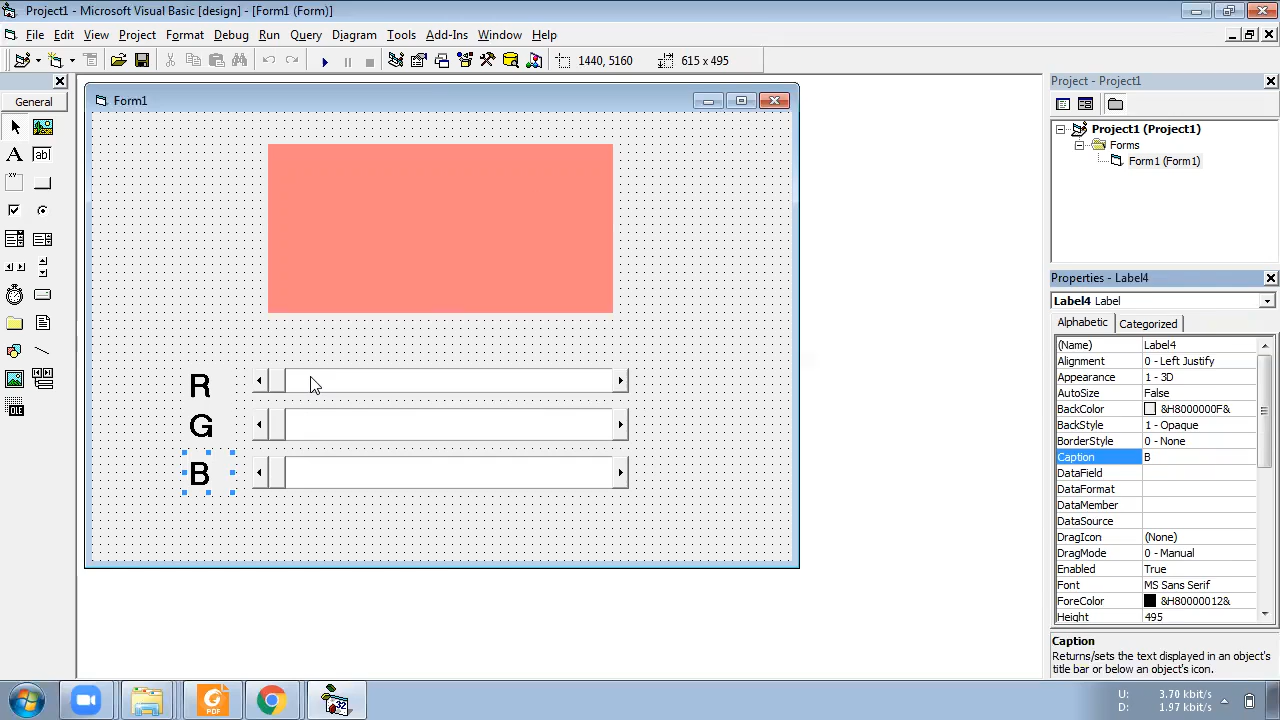 Project1 - Microsoft Visual Basic [design] - [Form1 (Form)]
File Edit View Project Format Debug Run Query Diagram Tools Add-Ins Window Help
1440, 5160 615 x 495
General
A ab|
OLE
Form1
R
G
B
Project - Project1
Project1 (Project1)
Forms
Form1 (Form1)
Properties - Label4
Label4 Label
Alphabetic Categorized
(Name) Label4
Alignment 0 - Left Justify
Appearance 1 - 3D
AutoSize False
BackColor &H8000000F&
BackStyle 1 - Opaque
BorderStyle 0 - None
Caption B
DataField
DataFormat
DataMember
DataSource
DragIcon (None)
DragMode 0 - Manual
Enabled True
Font MS Sans Serif
ForeColor &H80000012&
Height 495
Caption
Returns/sets the text displayed in an object's
title bar or below an object's icon.
PDF
32
U: 3.70 kbit/s
D: 1.97 kbit/s